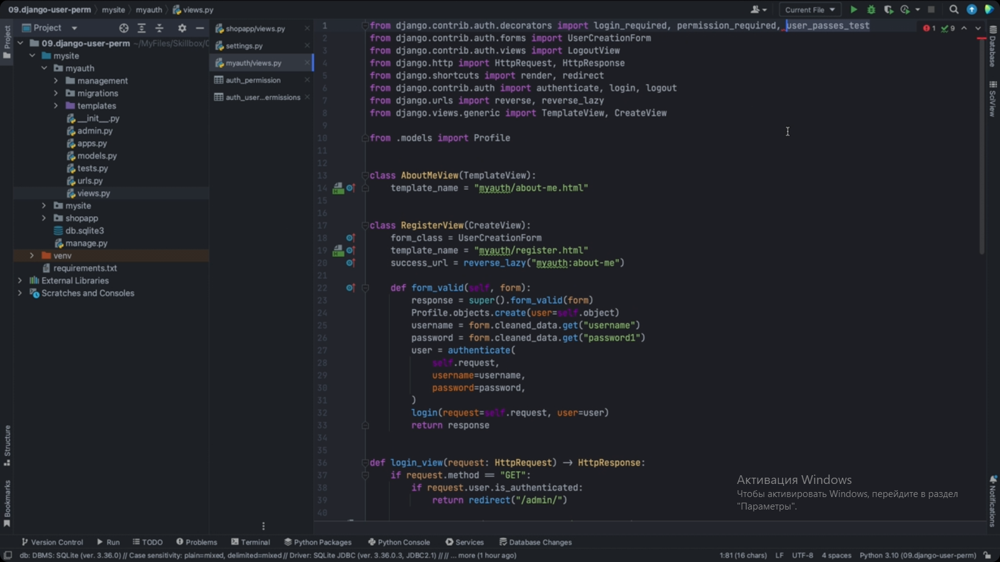 09.django-user-perm
mysite
myauth
views.py
Current File
Project
Project
09.django-user-perm ~/MyFiles/Skillbox/
mysite
myauth
management
migrations
templates
__init__.py
admin.py
apps.py
models.py
tests.py
urls.py
views.py
mysite
shopapp
db.sqlite3
manage.py
venv
requirements.txt
External Libraries
Scratches and Consoles
shopapp/views.py
settings.py
myauth/views.py
auth_permission
auth_user...ermissions
1 from django.contrib.auth.decorators import login_required, permission_required, user_passes_test
2 from django.contrib.auth.forms import UserCreationForm
3 from django.contrib.auth.views import LogoutView
4 from django.http import HttpRequest, HttpResponse
5 from django.shortcuts import render, redirect
6 from django.contrib.auth import authenticate, login, logout
7 from django.urls import reverse, reverse_lazy
8 from django.views.generic import TemplateView, CreateView
9
10 from .models import Profile
11
12
13 class AboutMeView(TemplateView):
14 template_name = "myauth/about-me.html"
15
16
17 class RegisterView(CreateView):
18 form_class = UserCreationForm
19 template_name = "myauth/register.html"
20 success_url = reverse_lazy("myauth:about-me")
21
22 def form_valid(self, form):
23 response = super().form_valid(form)
24 Profile.objects.create(user=self.object)
25 username = form.cleaned_data.get("username")
26 password = form.cleaned_data.get("password1")
27 user = authenticate(
28 self.request,
29 username=username,
30 password=password,
31 )
32 login(request=self.request, user=user)
33 return response
34
35
36 def login_view(request: HttpRequest) → HttpResponse:
37 if request.method == "GET":
38 if request.user.is_authenticated:
39 return redirect("/admin/")
40
1 9
Database
SciView
Notifications
Structure
Bookmarks
Активация Windows
Чтобы активировать Windows, перейдите в раздел
"Параметры".
Version Control
Run
TODO
Problems
Terminal
Python Packages
Python Console
Services
Database Changes
db: DBMS: SQLite (ver. 3.36.0) // Case sensitivity: plain=mixed, delimited=mixed // Driver: SQLite JDBC (ver. 3.36.0.3, JDBC2.1) // // ... more (1 hour ago)
1:81 (16 chars) LF UTF-8 4 spaces Python 3.10 (09.django-user-perm)